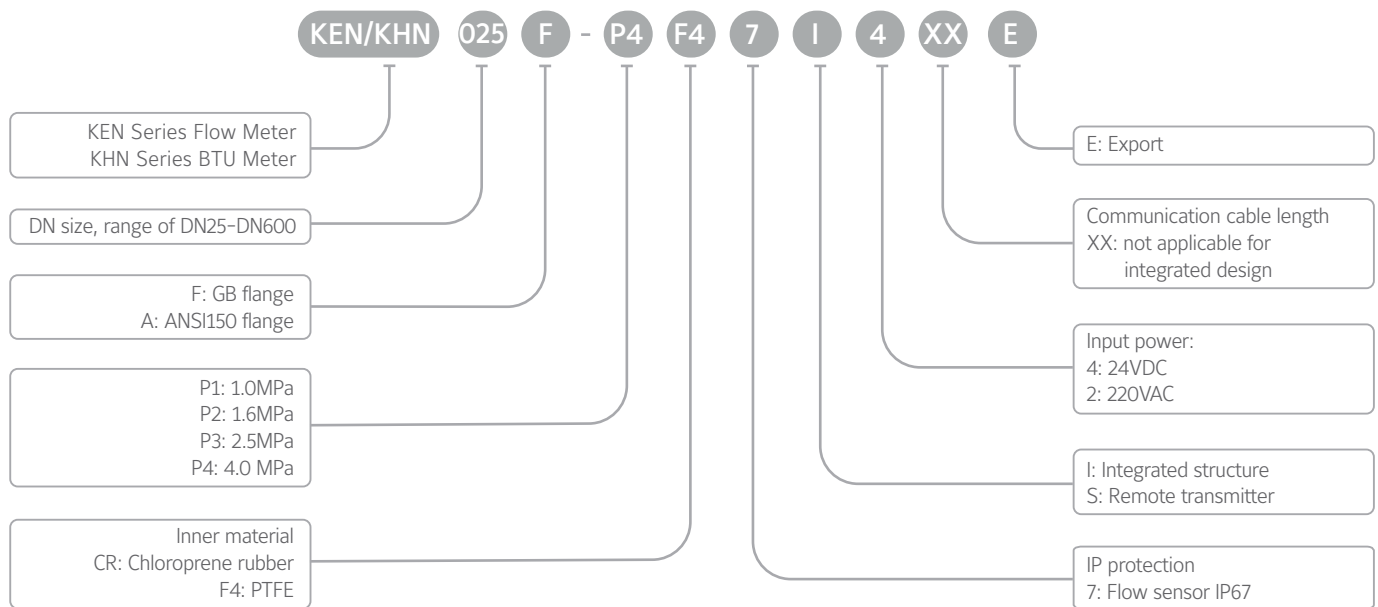 KEN/KHN 025 F - P4 F4 7 I 4 XX E
KEN Series Flow Meter
KHN Series BTU Meter
DN size, range of DN25-DN600
F: GB flange
A: ANSI150 flange
P1: 1.0MPa
P2: 1.6MPa
P3: 2.5MPa
P4: 4.0 MPa
Inner material
CR: Chloroprene rubber
F4: PTFE
E: Export
Communication cable length
XX: not applicable for
integrated design
Input power:
4: 24VDC
2: 220VAC
I: Integrated structure
S: Remote transmitter
IP protection
7: Flow sensor IP67